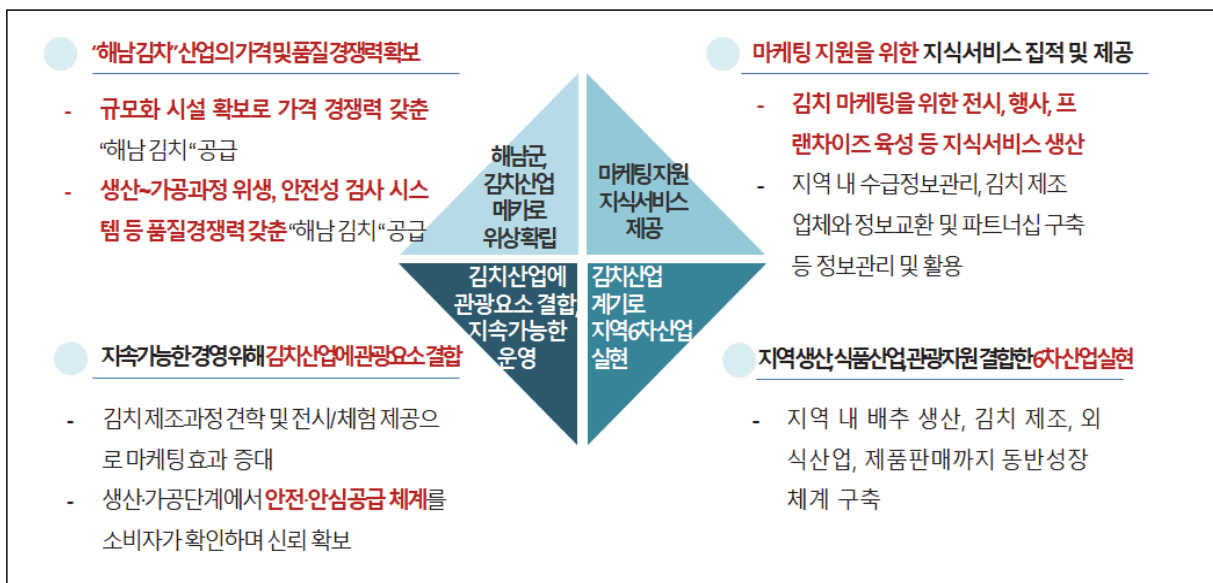 “해남 김치”산업의 가격 및 품질 경쟁력 확보
- 규모화 시설 확보로 가격 경쟁력 갖춘
“해남 김치“ 공급
- 생산~가공과정 위생, 안전성 검사 시스
템 등 품질경쟁력 갖춘 “해남 김치“ 공급
마케팅 지원을 위한 지식서비스 집적 및 제공
- 김치 마케팅을 위한 전시, 행사, 프
랜차이즈 육성 등 지식서비스 생산
- 지역 내 수급정보관리, 김치 제조
업체와 정보교환 및 파트너십 구축
등 정보관리 및 활용
해남군,
김치산업
메카로
위상확립
마케팅지원
지식서비스
제공
김치산업에
관광요소 결합,
지속가능한
운영
김치산업
계기로
지역6차산업
실현
지속가능한 경영 위해 김치산업에 관광요소 결합
- 김치 제조과정 견학 및 전시/체험 제공으
로 마케팅 효과 증대
- 생산·가공단계에서 안전·안심공급 체계를
소비자가 확인하며 신뢰 확보
지역 생산, 식품산업, 관광자원 결합한 6차산업 실현
- 지역 내 배추 생산, 김치 제조, 외
식산업, 제품판매까지 동반성장
체계 구축